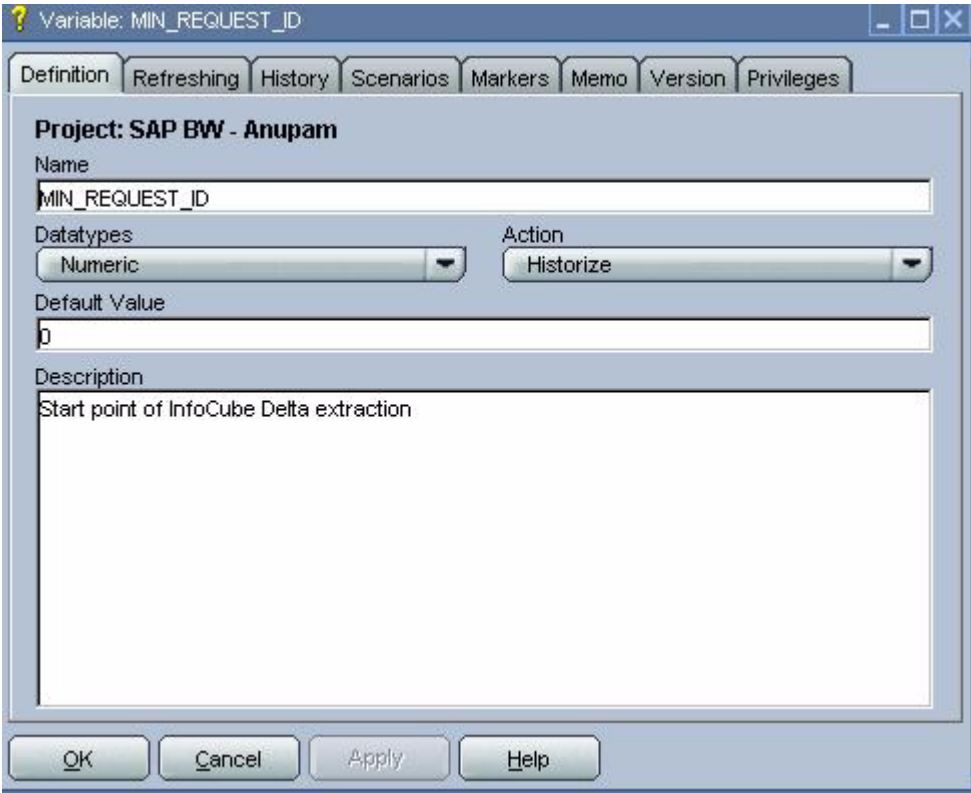 Variable: MIN_REQUEST_ID
Definition Refreshing History Scenarios Markers Memo Version Privileges
Project: SAP BW - Anupam
Name
MIN_REQUEST_ID
Datatypes Action
Numeric Historize
Default Value
0
Description
Start point of InfoCube Delta extraction
OK Cancel Apply Help